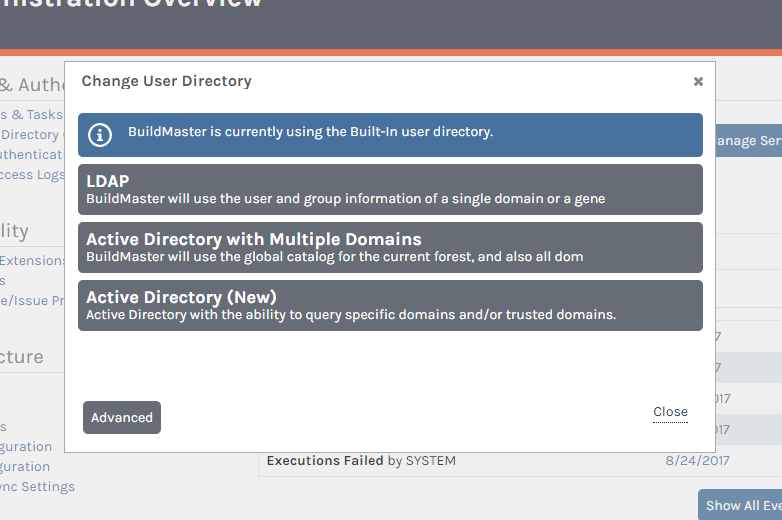 Overview
Change User Directory
BuildMaster is currently using the Built-In user directory.
LDAP
BuildMaster will use the user and group information of a single domain or a gene
Active Directory with Multiple Domains
BuildMaster will use the global catalog for the current forest, and also all dom
Active Directory (New)
Active Directory with the ability to query specific domains and/or trusted domains.
Advanced
Close
& Authe
s & Tasks
Directory
uthenticat
ccess Logs
lity
Extensions
s
e/Issue Pr
cture
s
guration
guration
ync Settings
anage Ser
7
7
017
017
Executions Failed by SYSTEM
8/24/2017
Show All Eve